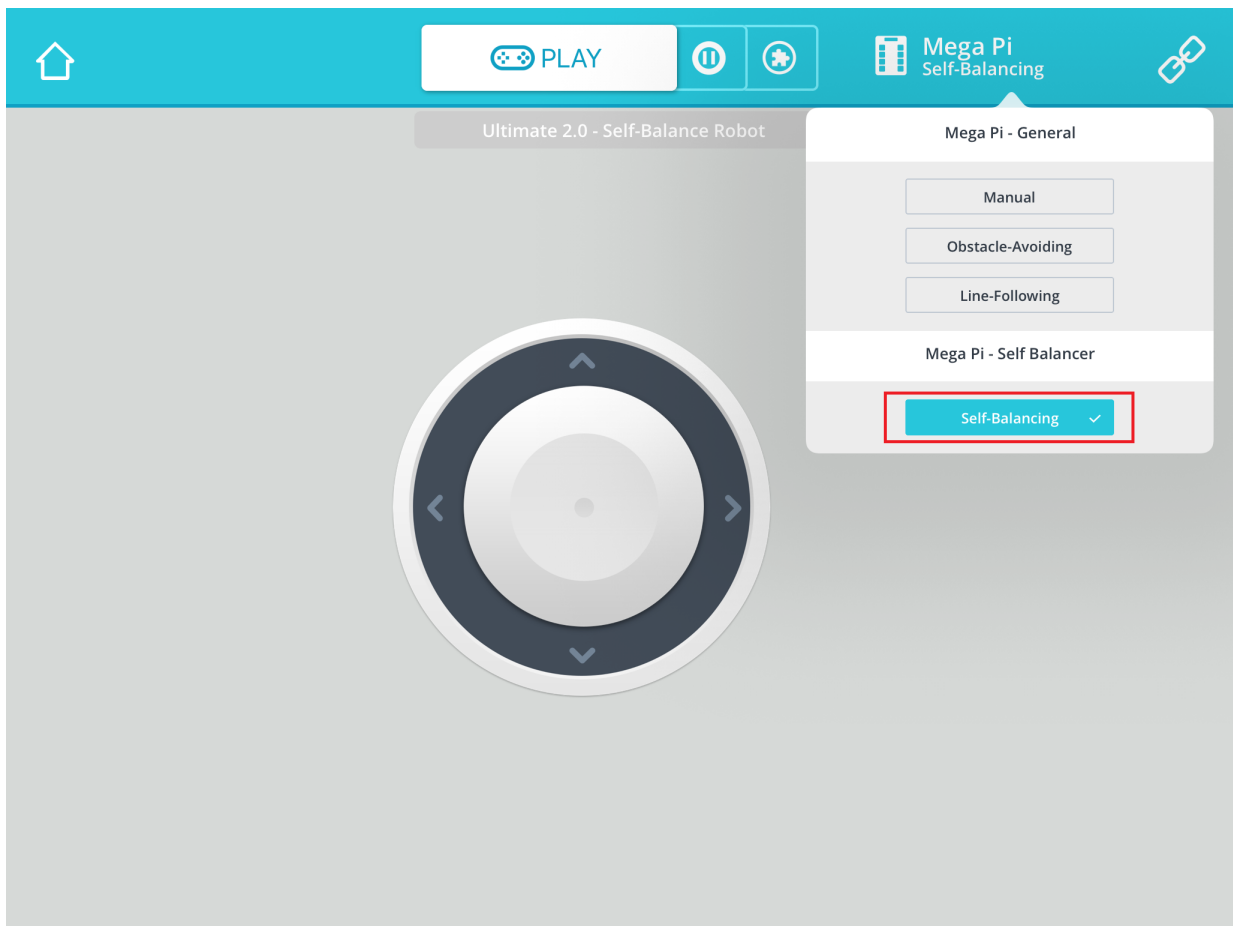 PLAY
Mega Pi
Self-Balancing
Ultimate 2.0 - Self-Balance Robot
Mega Pi - General
Manual
Obstacle-Avoiding
Line-Following
Mega Pi - Self Balancer
Self-Balancing